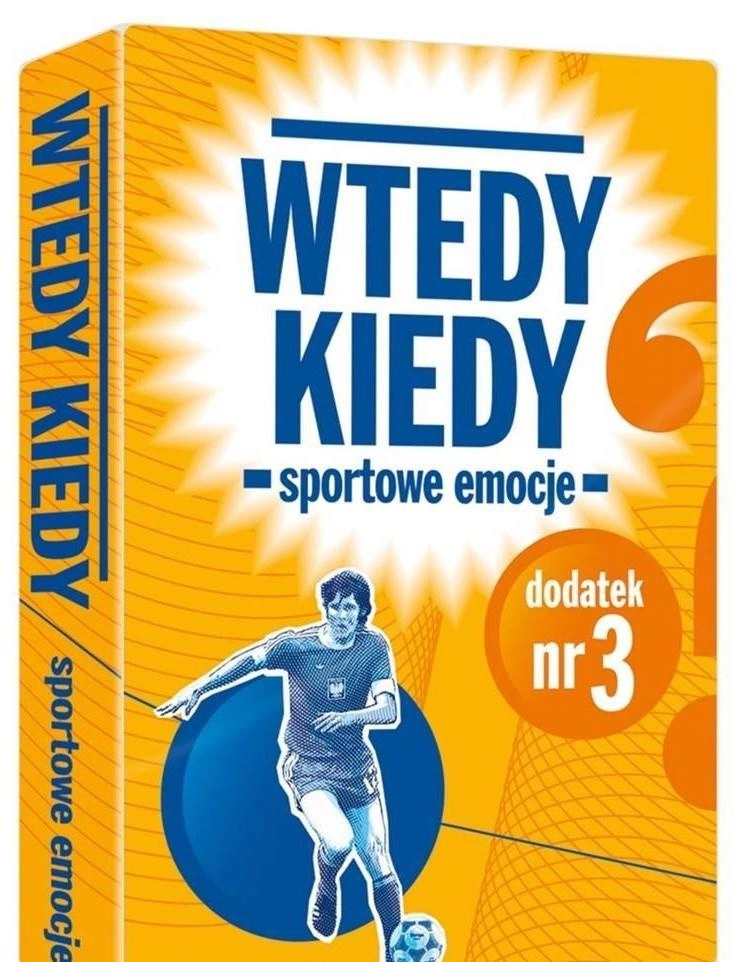 WTEDY KIEDY
sportowe emocje
WTEDY
KIEDY
- sportowe emocje -
dodatek
nr 3